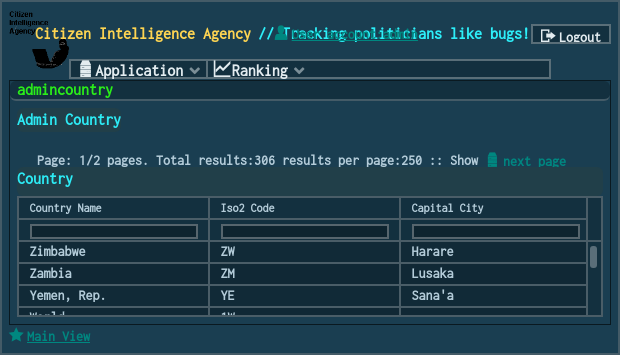 Citizen
Intelligence
Agency
Citizen Intelligence Agency // Tracking politicians like bugs!
Logout
Application Ranking
admincountry
Admin Country
Page: 1/2 pages. Total results:306 results per page:250 :: Show next page
Country
Country Name Iso2 Code Capital City
Zimbabwe ZW Harare
Zambia ZM Lusaka
Yemen, Rep. YE Sana'a
World 1W
Main View